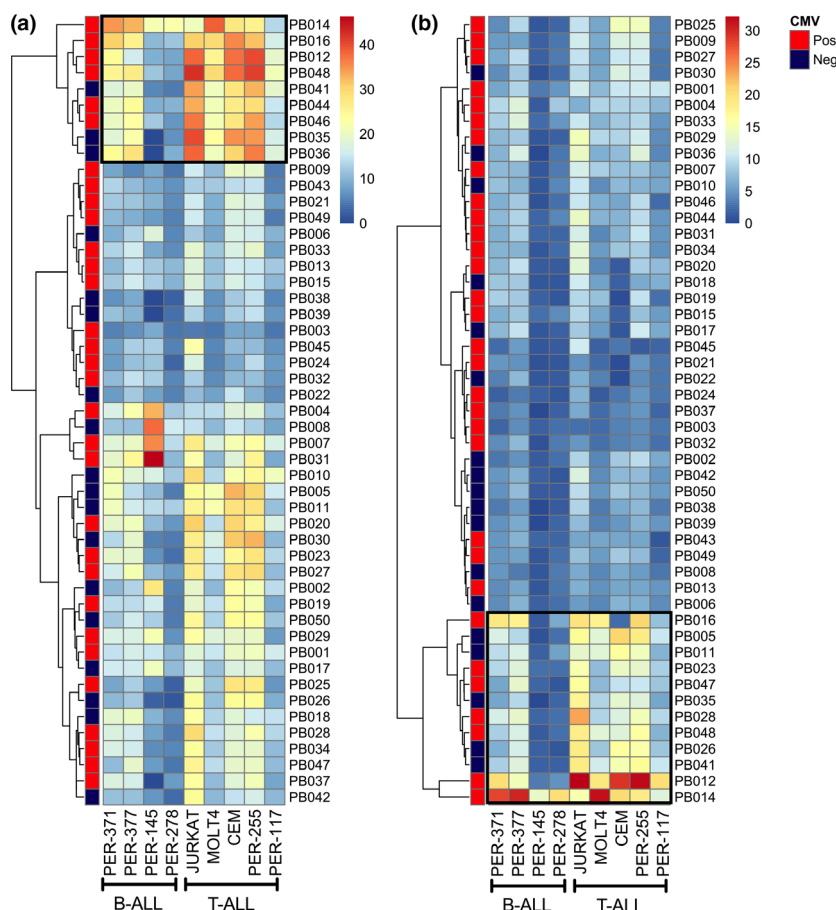 (a)
PB014
PB016
PB012
PB048
PB041
PB044
PB046
PB035
PB036
PB009
PB043
PB021
PB049
PB006
PB033
PB013
PB015
PB038
PB039
PB003
PB045
PB024
PB032
PB022
PB004
PB008
PB007
PB031
PB010
PB005
PB011
PB020
PB030
PB023
PB027
PB002
PB019
PB050
PB029
PB001
PB017
PB025
PB026
PB018
PB028
PB034
PB047
PB037
PB042
40
30
20
10
0
PER-371
PER-377
PER-145
PER-278
JURKAT
MOLT4
CEM
PER-255
PER-117
B-ALL
T-ALL
(b)
PB025
PB009
PB027
PB030
PB001
PB004
PB033
PB029
PB036
PB007
PB010
PB046
PB044
PB031
PB034
PB020
PB018
PB019
PB015
PB017
PB045
PB021
PB022
PB024
PB037
PB003
PB032
PB002
PB042
PB050
PB038
PB039
PB043
PB049
PB008
PB013
PB006
PB016
PB005
PB011
PB023
PB047
PB035
PB028
PB048
PB026
PB041
PB012
PB014
30
25
20
15
10
5
0
CMV
Pos
Neg
PER-371
PER-377
PER-145
PER-278
JURKAT
MOLT4
CEM
PER-255
PER-117
B-ALL
T-ALL